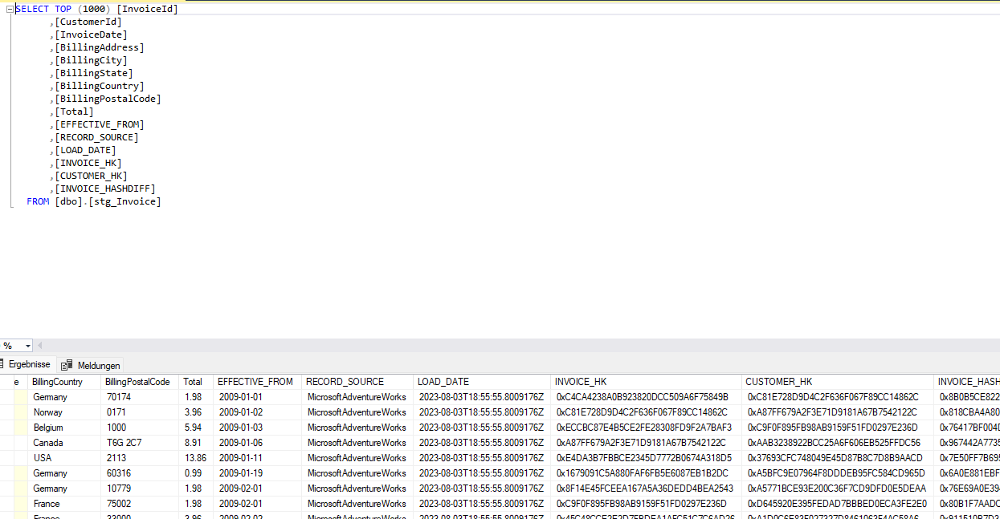 SELECT TOP (1000) [InvoiceId]
,[CustomerId]
,[InvoiceDate]
,[BillingAddress]
,[BillingCity]
,[BillingState]
,[BillingCountry]
,[BillingPostalCode]
,[Total]
,[EFFECTIVE_FROM]
,[RECORD_SOURCE]
,[LOAD_DATE]
,[INVOICE_HK]
,[CUSTOMER_HK]
,[INVOICE_HASHDIFF]
FROM [dbo].[stg_Invoice]
%
Ergebnisse Meldungen
e BillingCountry BillingPostalCode Total EFFECTIVE_FROM RECORD_SOURCE LOAD_DATE INVOICE_HK CUSTOMER_HK INVOICE_HASH
Germany 70174 1.98 2009-01-01 MicrosoftAdventureWorks 2023-08-03T18:55:55.8009176Z 0xC4CA4238A0B923820DCC509A6F75849B 0xC81E728D9D4C2F636F067F89CC14862C 0x8B0B5CE822
Norway 0171 3.96 2009-01-02 MicrosoftAdventureWorks 2023-08-03T18:55:55.8009176Z 0xC81E728D9D4C2F636F067F89CC14862C 0xA87FF679A2F3E71D9181A67B7542122C 0x818CBA4A80
Belgium 1000 5.94 2009-01-03 MicrosoftAdventureWorks 2023-08-03T18:55:55.8009176Z 0xECCBC87E4B5CE2FE28308FD9F2A7BAF3 0xC9F0F895FB98AB9159F51FD0297E236D 0x76417BF004D
Canada T6G 2C7 8.91 2009-01-06 MicrosoftAdventureWorks 2023-08-03T18:55:55.8009176Z 0xA87FF679A2F3E71D9181A67B7542122C 0xAAB3238922BCC25A6F606EB525FFDC56 0x967442A7735
USA 2113 13.86 2009-01-11 MicrosoftAdventureWorks 2023-08-03T18:55:55.8009176Z 0xE4DA3B7FBBCE2345D7772B0674A318D5 0x37693CFC748049E45D87B8C7D8B9AACD 0x7E50FF7B695
Germany 60316 0.99 2009-01-19 MicrosoftAdventureWorks 2023-08-03T18:55:55.8009176Z 0x1679091C5A880FAF6FB5E6087EB1B2DC 0xA5BFC9E07964F8DDDEB95FC584CD965D 0x6A0E881EBF
Germany 10779 1.98 2009-02-01 MicrosoftAdventureWorks 2023-08-03T18:55:55.8009176Z 0x8F14E45FCEEA167A5A36DEDD4BEA2543 0xA5771BCE93E200C36F7CD9DFD0E5DEAA 0x76E69A0E394
France 75002 1.98 2009-02-01 MicrosoftAdventureWorks 2023-08-03T18:55:55.8009176Z 0xC9F0F895FB98AB9159F51FD0297E236D 0xD645920E395FEDAD7BBBED0ECA3FE2E0 0x80B1F7AADC
France 33000 3.96 2009-02-02 MicrosoftAdventureWorks 2023-08-03T18:55:55.8009176Z